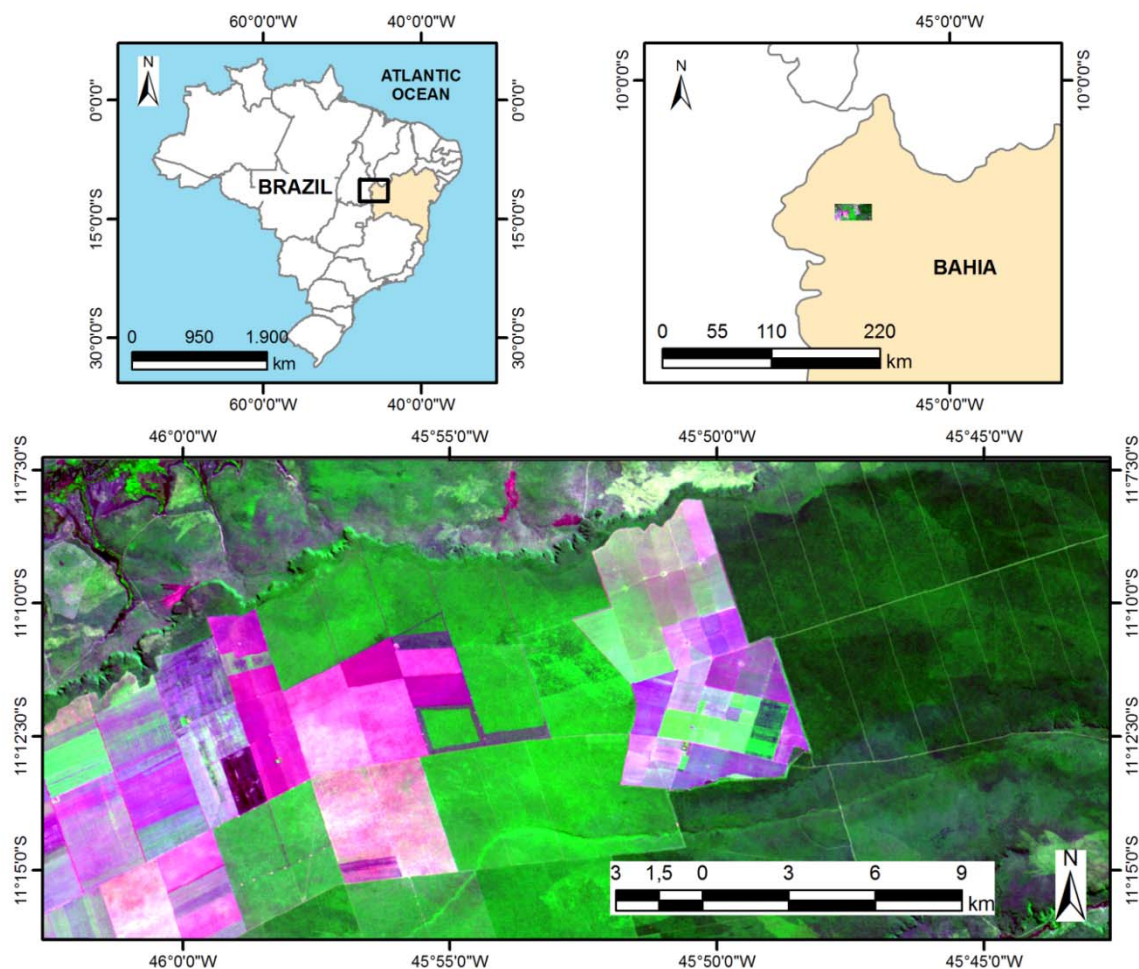 60°0'0"W 40°0'0"W
45°0'0"W
N
ATLANTIC
OCEAN
0°0'0"
0°0'0"
BRAZIL
15°0'0"S
15°0'0"S
30°0'0"S
30°0'0"S
0 950 1.900
km
60°0'0"W 40°0'0"W
N
10°0'0"S
10°0'0"S
BAHIA
0 55 110 220
km
45°0'0"W
46°0'0"W 45°55'0"W 45°50'0"W 45°45'0"W
11°7'30"S
11°7'30"S
11°10'0"S
11°10'0"S
11°12'30"S
11°12'30"S
11°15'0"S
11°15'0"S
3 1,5 0 3 6 9
km
N
46°0'0"W 45°55'0"W 45°50'0"W 45°45'0"W